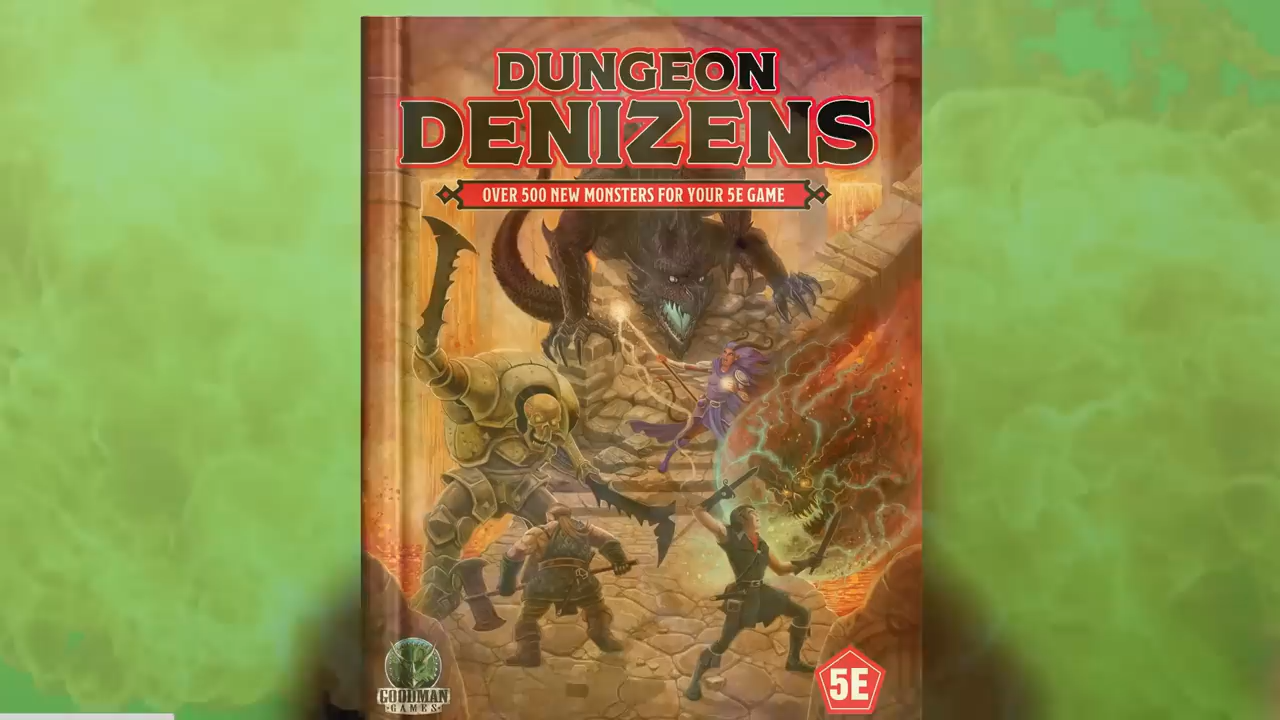 DUNGEON
DENIZENS
OVER 500 NEW MONSTERS FOR YOUR 5E GAME
GOODMAN
GAMES
5E